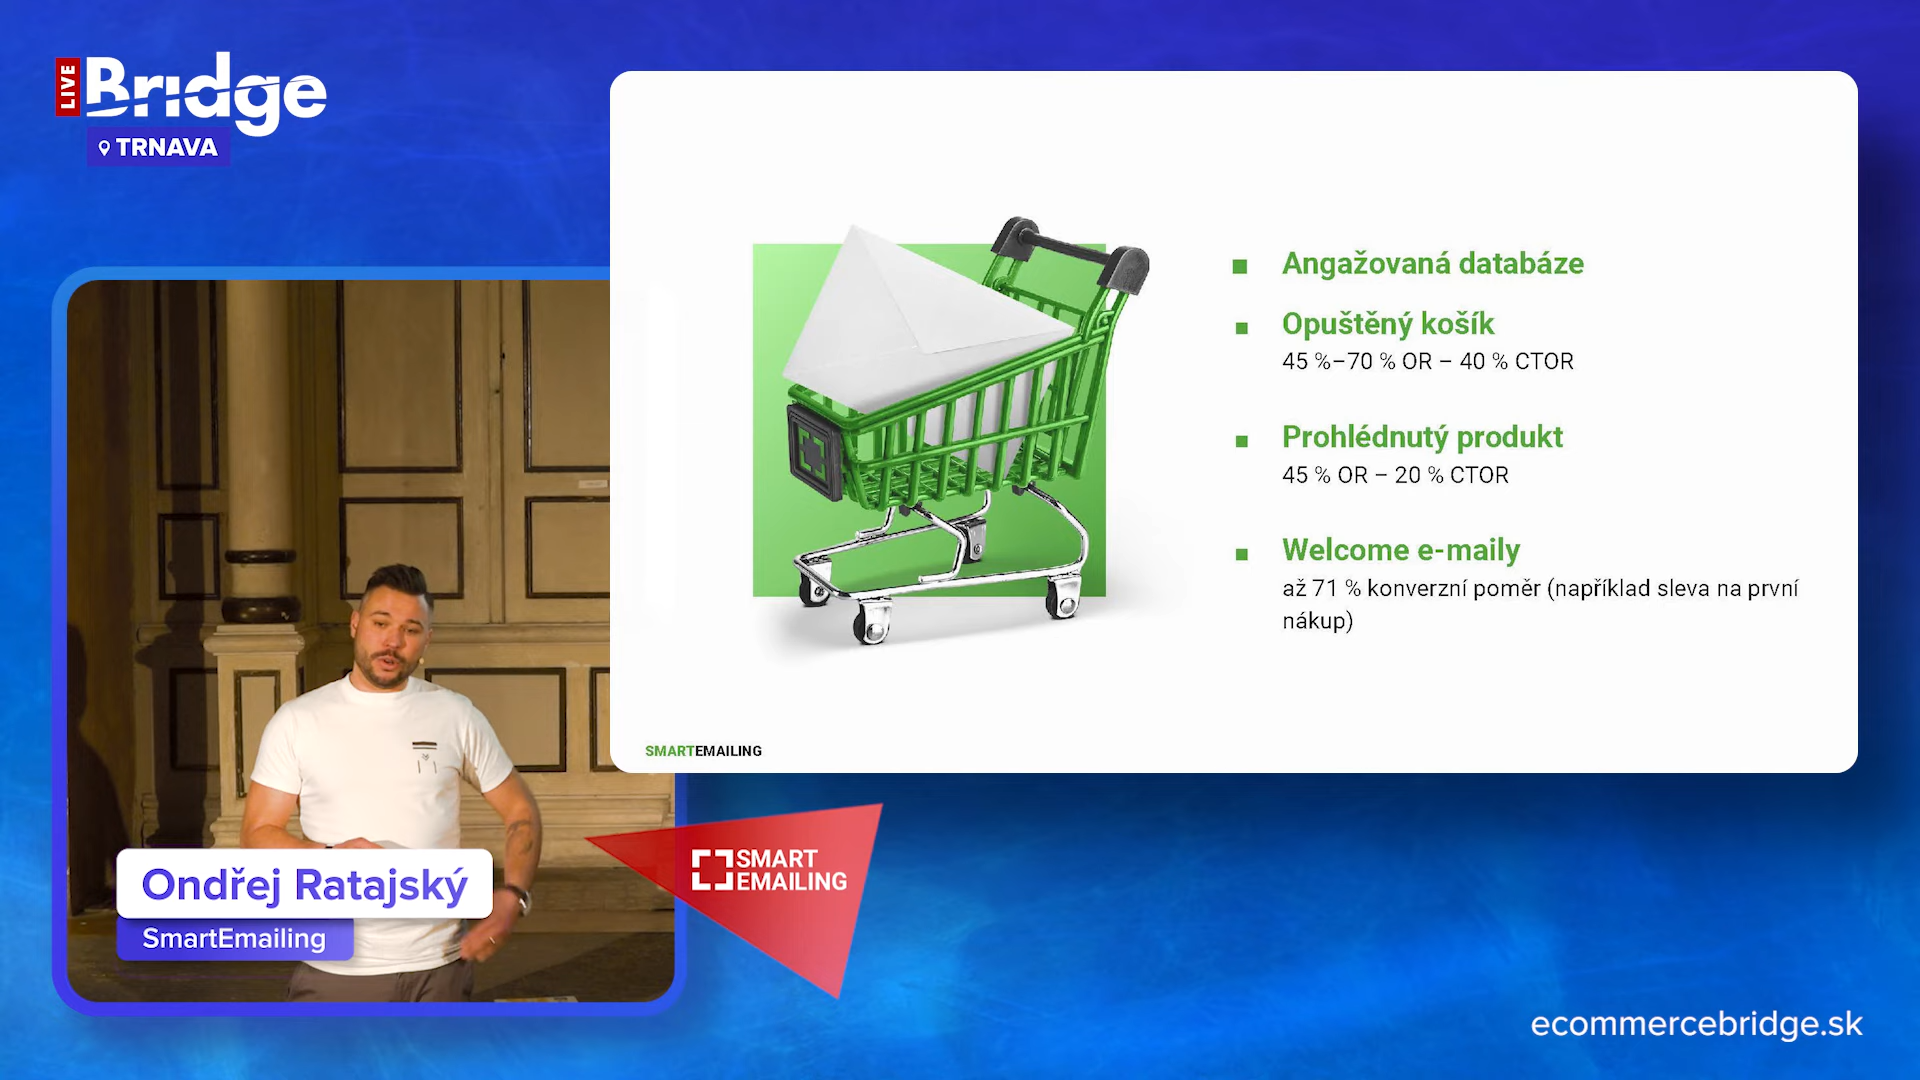 LIVE
Bridge
TRNAVA
Angažovaná databáze
Opuštěný košík
45 %–70 % OR – 40 % CTOR
Prohlédnutý produkt
45 % OR – 20 % CTOR
Welcome e-maily
až 71 % konverzní poměr (například sleva na první
nákup)
SMARTEMAILING
SMART
EMAILING
Ondřej Ratajský
SmartEmailing
ecommercebridge.sk